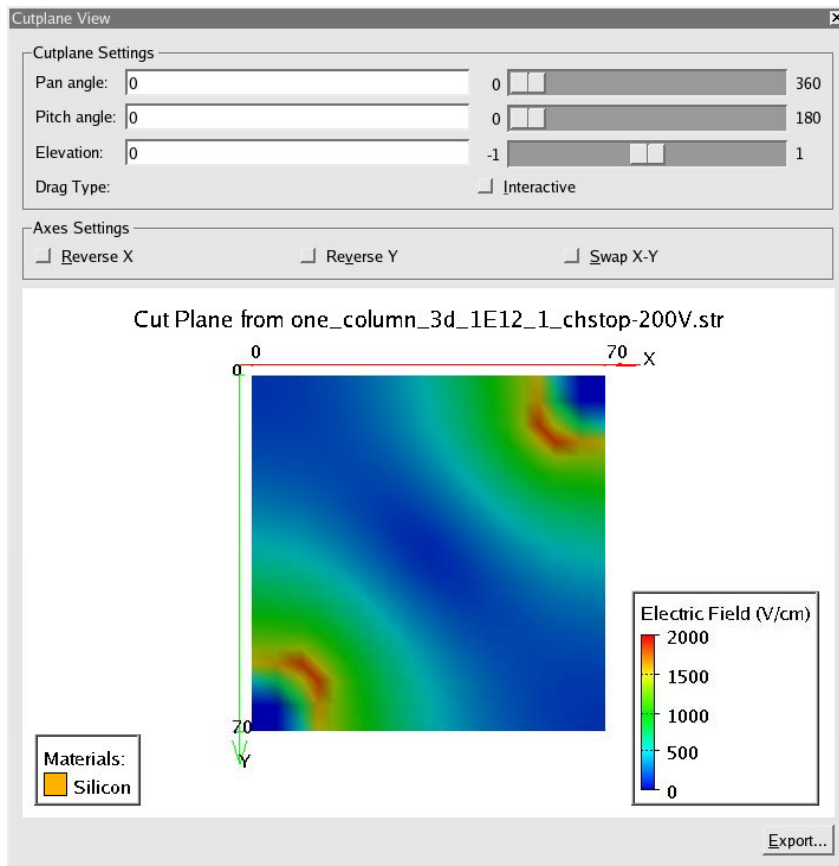 Cutplane View
Cutplane Settings
Pan angle: 0 0 360
Pitch angle: 0 0 180
Elevation: 0 -1 1
Drag Type: Interactive
Axes Settings
Reverse X Reverse Y Swap X-Y
Cut Plane from one_column_3d_1E12_1_chstop-200V.str
0 70 X
0
70
Y
Electric Field (V/cm)
2000
1500
1000
500
0
Materials:
Silicon
Export...